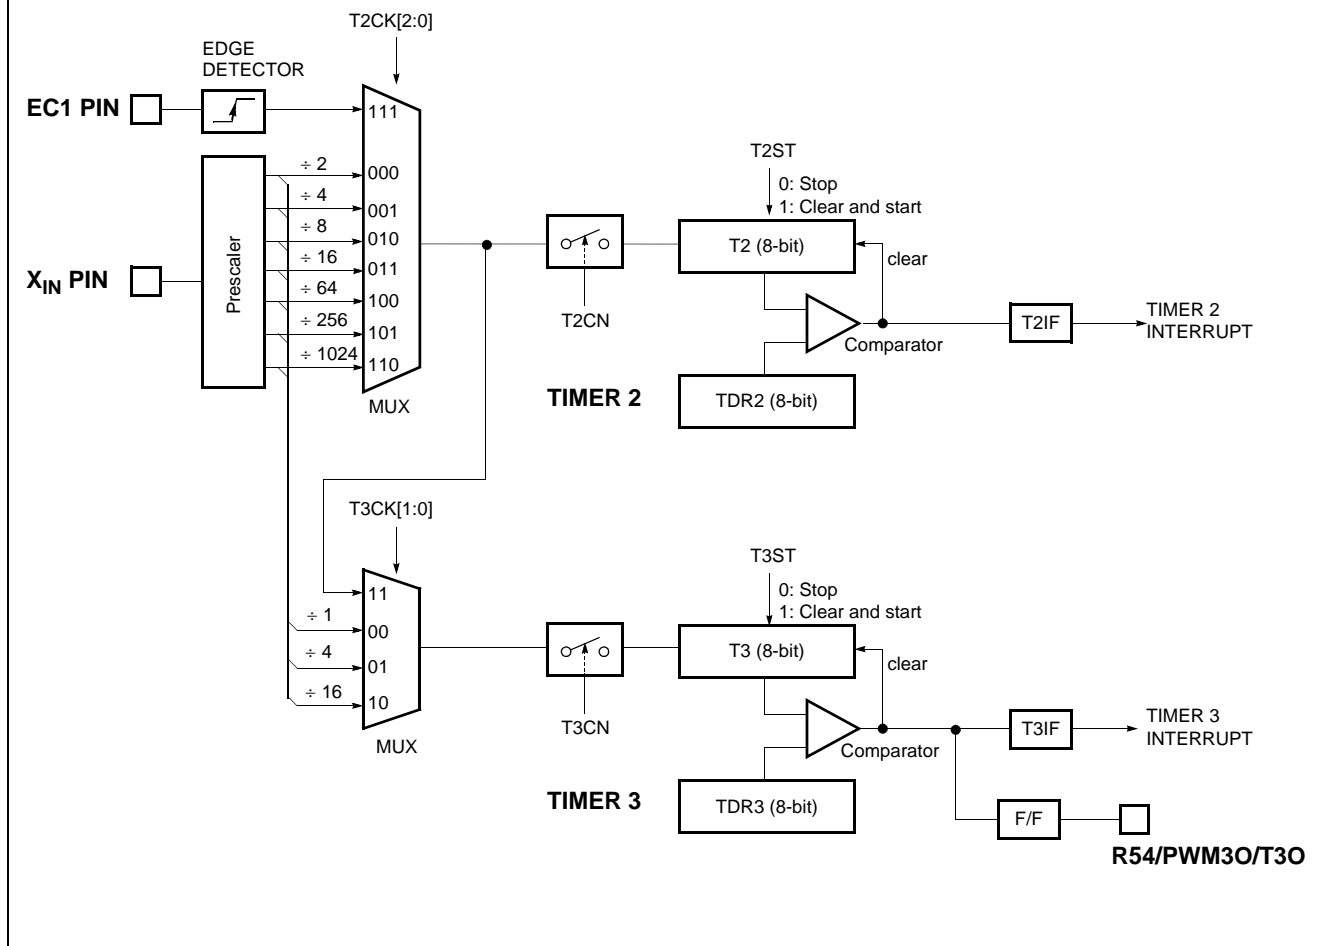 T2CK[2:0]
EDGE
DETECTOR
EC1 PIN
111
÷ 2
000
÷ 4
001
÷ 8
010
÷ 16
011
÷ 64
100
÷ 256
101
÷ 1024
110
MUX
XIN PIN
Prescaler
T2ST
0: Stop
1: Clear and start
T2 (8-bit)
clear
T2CN
Comparator
T2IF
TIMER 2
INTERRUPT
TIMER 2
TDR2 (8-bit)
T3CK[1:0]
11
÷ 1
00
÷ 4
01
÷ 16
10
MUX
T3ST
0: Stop
1: Clear and start
T3 (8-bit)
clear
T3CN
Comparator
T3IF
TIMER 3
INTERRUPT
TIMER 3
TDR3 (8-bit)
F/F
R54/PWM3O/T3O